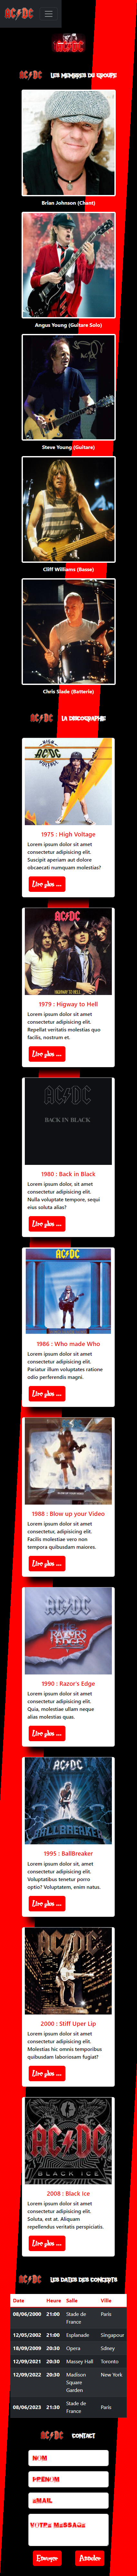 AC/DC
AC/DC
AC/DC LES MEMBRES DU GROUPE
Brian Johnson (Chant)
Angus Young (Guitare Solo)
Steve Young (Guitare)
Cliff Williams (Basse)
Chris Slade (Batterie)
AC/DC LA DISCOGRAPHIE
AC/DC
1975 : High Voltage
Lorem ipsum dolor sit amet
consectetur adipisicing elit.
Suscipit aperiam aut dolore
obcaecati numquam molestias?
Lire plus ...
AC/DC
HIGHWAY TO HELL
1979 : Higway to Hell
Lorem ipsum dolor sit amet
consectetur adipisicing elit.
Repellat veritatis molestias quo
facilis, nostrum et.
Lire plus ...
AC/DC
BACK IN BLACK
1980 : Back in Black
Lorem ipsum dolor, sit amet
consectetur adipisicing elit.
Nulla voluptate tempore, sequi
eius soluta alias?
Lire plus ...
AC/DC
1986 : Who made Who
Lorem ipsum dolor sit amet
consectetur adipisicing elit.
Pariatur illum voluptates ratione
odio perferendis magni.
Lire plus ...
1988 : Blow up your Video
Lorem ipsum dolor sit amet
consectetur, adipisicing elit.
Facilis molestiae vero non
tempora quibusdam maiores.
Lire plus ...
AC/DC
RAZORS
EDGE
1990 : Razor's Edge
Lorem ipsum dolor sit amet
consectetur adipisicing elit.
Quia, molestiae ullam neque
alias molestias quas.
Lire plus ...
AC/DC
BALLBREAKER
1995 : BallBreaker
Lorem ipsum dolor sit, amet
consectetur adipisicing elit.
Voluptatibus tenetur porro
optio? Voluptatem, enim natus.
Lire plus ...
AC/DC
2000 : Stiff Uper Lip
Lorem ipsum dolor sit amet
consectetur adipisicing elit.
Molestias hic omnis temporibus
quibusdam laboriosam fugiat?
Lire plus ...
AC/DC
BLACK ICE
2008 : Black Ice
Lorem ipsum dolor sit amet
consectetur adipisicing elit.
Soluta, est at. Aliquam
repellendus veritatis perspiciatis.
Lire plus ...
AC/DC LES DATES DES CONCERTS
Date Heure Salle Ville
08/06/2000 21:00 Stade de France Paris
12/05/2002 21:00 Esplanade Singapour
18/09/2009 20:30 Opera Sdney
12/09/2021 20:30 Massey Hall Toronto
12/09/2022 20:30 Madison Square Garden New York
08/06/2023 21:30 Stade de France Paris
AC/DC CONTACT
NOM
PRENOM
EMAIL
VOTRE MESSAGE
Envoyer Annuler